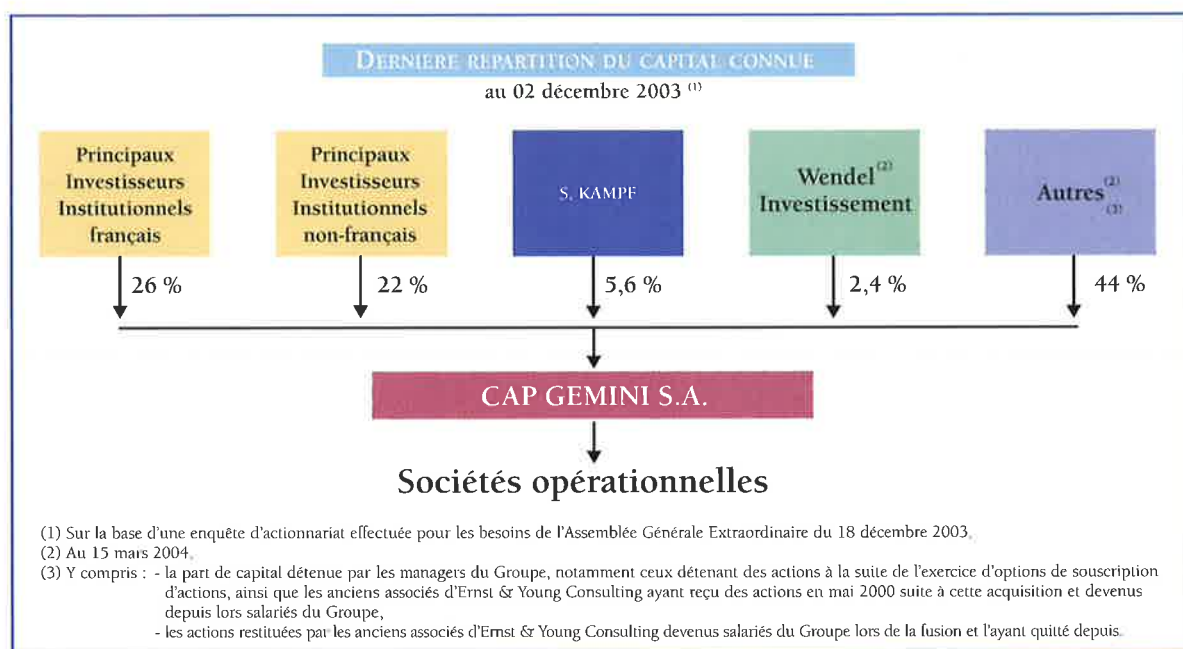 DERNIERE REPARTITION DU CAPITAL CONNUE
au 02 décembre 2003 (1)
Principaux
Investisseurs
Institutionnels
français
Principaux
Investisseurs
Institutionnels
non-français
S. KAMPF
Wendel (2)
Investissement
Autres (2)
(3)
26 %
22 %
5,6 %
2,4 %
44 %
CAP GEMINI S.A.
Sociétés opérationnelles
(1) Sur la base d'une enquête d'actionnariat effectuée pour les besoins de l'Assemblée Générale Extraordinaire du 18 décembre 2003.
(2) Au 15 mars 2004.
(3) Y compris : - la part de capital détenue par les managers du Groupe, notamment ceux détenant des actions à la suite de l'exercice d'options de souscription
d'actions, ainsi que les anciens associés d'Ernst & Young Consulting ayant reçu des actions en mai 2000 suite à cette acquisition et devenus
depuis lors salariés du Groupe,
- les actions restituées par les anciens associés d'Ernst & Young Consulting devenus salariés du Groupe lors de la fusion et l'ayant quitté depuis.